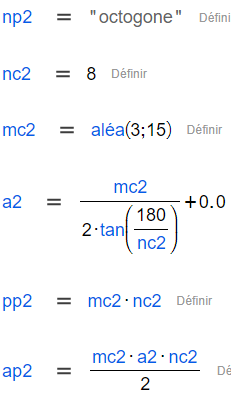 np2 = "octogone" Défini
nc2 = 8 Définir
mc2 = aléa(3;15) Définir
a2 = mc2 / 2·tan(180/nc2) +0.0
pp2 = mc2·nc2 Définir
ap2 = mc2·a2·nc2 / 2 Dé